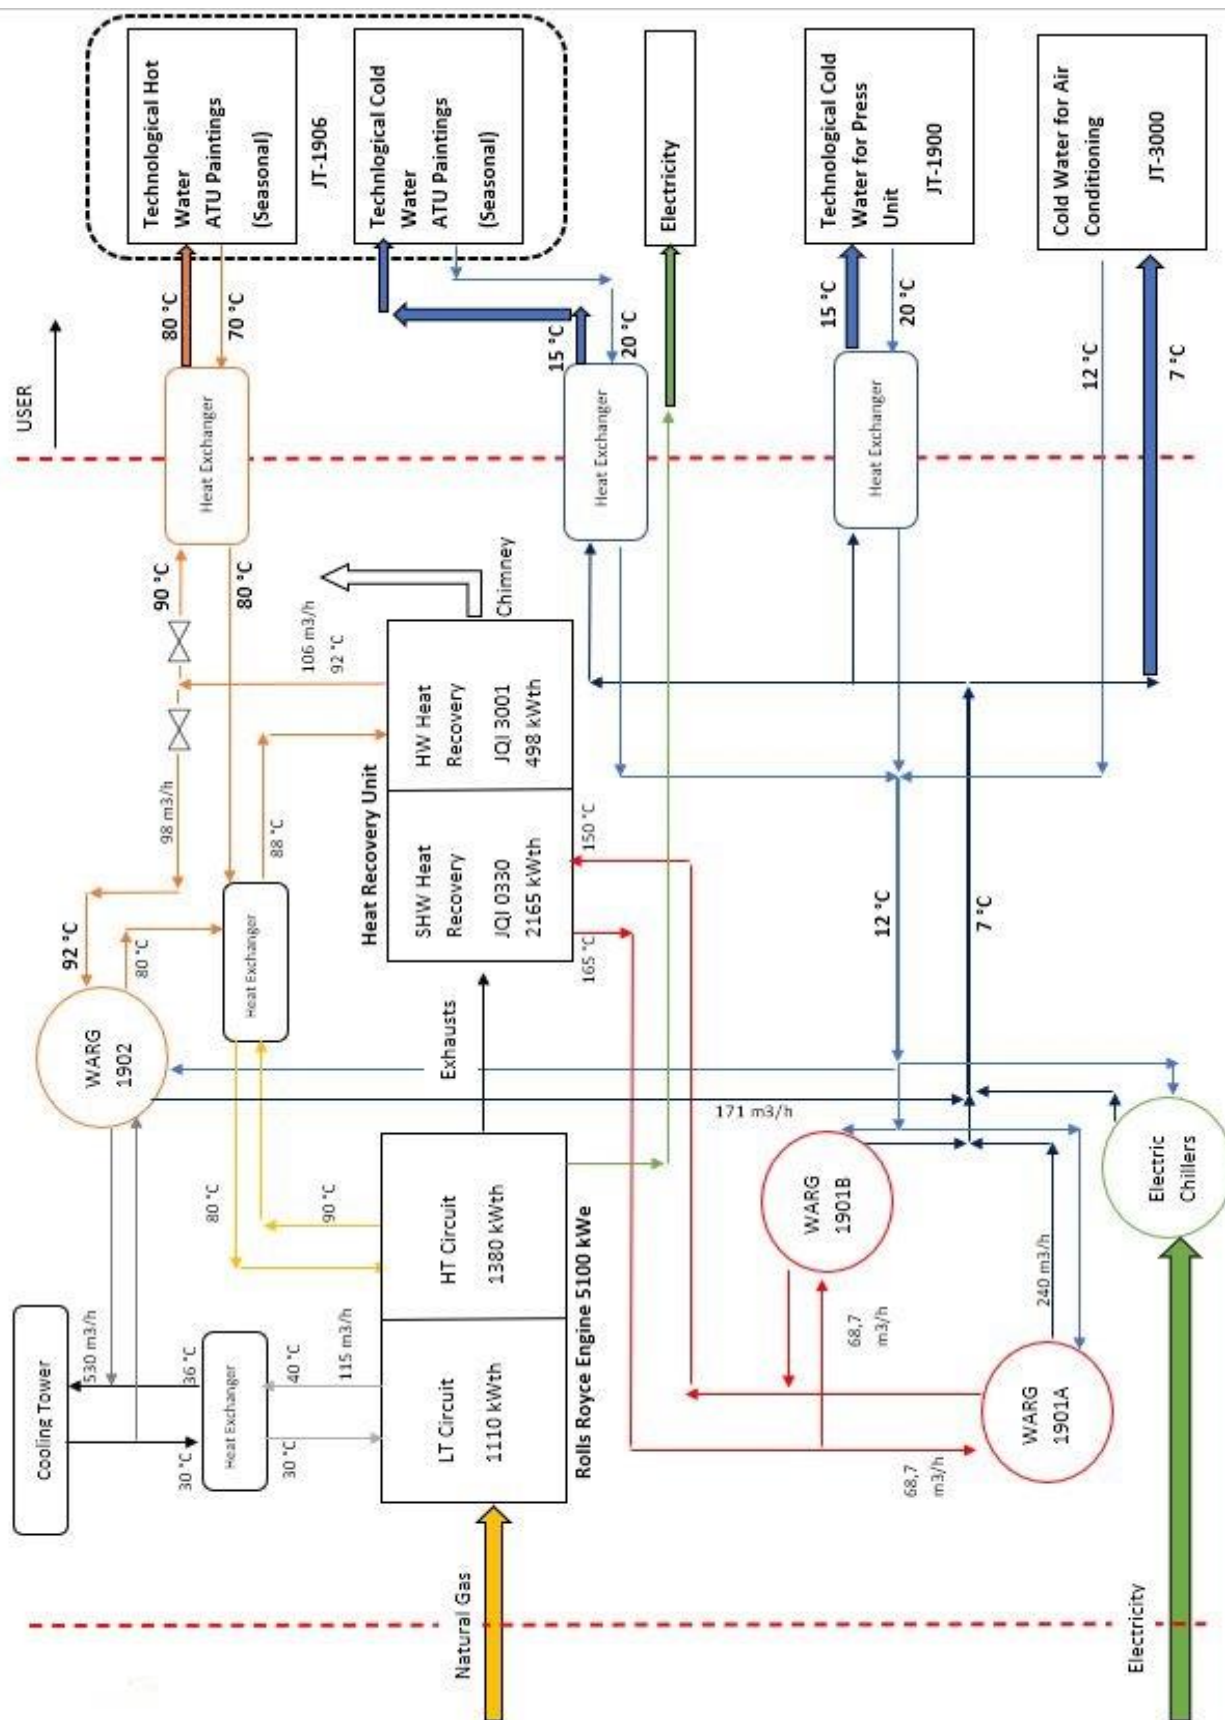 USER
Technological Hot
Water
ATU Paintings
(Seasonal)
JT-1906
Technlogical Cold
Water
ATU Paintings
(Seasonal)
Electricity
Technological Cold
Water for Press
Unit
JT-1900
Cold Water for Air
Conditioning
JT-3000
80 °C
70 °C
15 °C
20 °C
15 °C
20 °C
12 °C
7 °C
Heat Exchanger
Heat Exchanger
Heat Exchanger
90 °C
80 °C
98 m3/h
106 m3/h
92 °C
Chimney
88 °C
92 °C
80 °C
WARG
1902
Heat Exchanger
Heat Recovery Unit
SHW Heat
Recovery
JQI 0330
2165 kWth
HW Heat
Recovery
JQI 3001
498 kWth
165 °C
150 °C
12 °C
7 °C
Exhausts
171 m3/h
Cooling Tower
530 m3/h
36 °C
30 °C
Heat Exchanger
40 °C
30 °C
115 m3/h
80 °C
90 °C
LT Circuit
1110 kWth
HT Circuit
1380 kWth
Rolls Royce Engine 5100 kWe
WARG
1901B
68,7
m3/h
68,7
m3/h
WARG
1901A
240 m3/h
Electric
Chillers
Natural Gas
Electricity